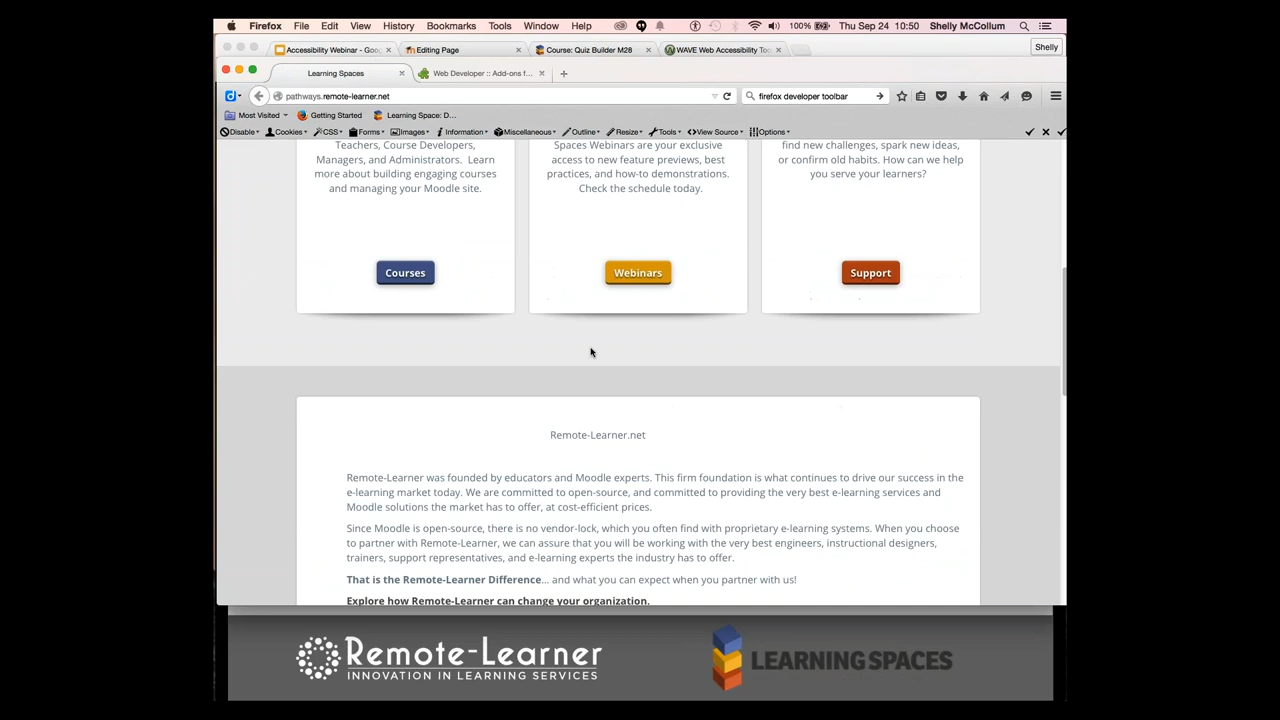 Firefox File Edit View History Bookmarks Tools Window Help 100% Thu Sep 24 10:50 Shelly McCollum
Accessibility Webinar - Goo Editing Page Course: Quiz Builder M28 WAVE Web Accessibility Too Shelly
Learning Spaces Web Developer :: Add-ons f...
pathways.remote-learner.net firefox developer toolbar
Most Visited Getting Started Learning Space: D...
Disable Cookies CSS Forms Images Information Miscellaneous Outline Resize Tools View Source Options
Teachers, Course Developers,
Managers, and Administrators. Learn
more about building engaging courses
and managing your Moodle site.
Courses
Spaces Webinars are your exclusive
access to new feature previews, best
practices, and how-to demonstrations.
Check the schedule today.
Webinars
find new challenges, spark new ideas,
or confirm old habits. How can we help
you serve your learners?
Support
Remote-Learner.net
Remote-Learner was founded by educators and Moodle experts. This firm foundation is what continues to drive our success in the
e-learning market today. We are committed to open-source, and committed to providing the very best e-learning services and
Moodle solutions the market has to offer, at cost-efficient prices.
Since Moodle is open-source, there is no vendor-lock, which you often find with proprietary e-learning systems. When you choose
to partner with Remote-Learner, we can assure that you will be working with the very best engineers, instructional designers,
trainers, support representatives, and e-learning experts the industry has to offer.
That is the Remote-Learner Difference... and what you can expect when you partner with us!
Explore how Remote-Learner can change your organization.
Remote-Learner
INNOVATION IN LEARNING SERVICES
LEARNING SPACES